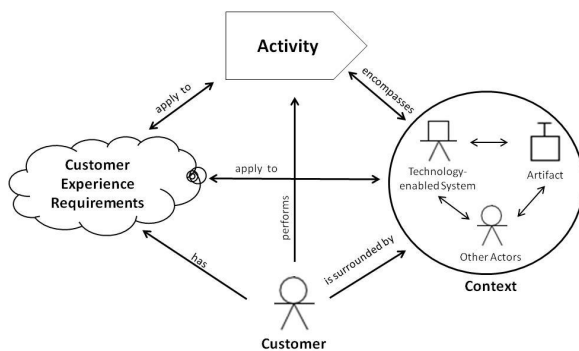 Activity
apply to
encompasses
Customer
Experience
Requirements
apply to
Technology-
enabled System
Artifact
Other Actors
Context
performs
has
is surrounded by
Customer